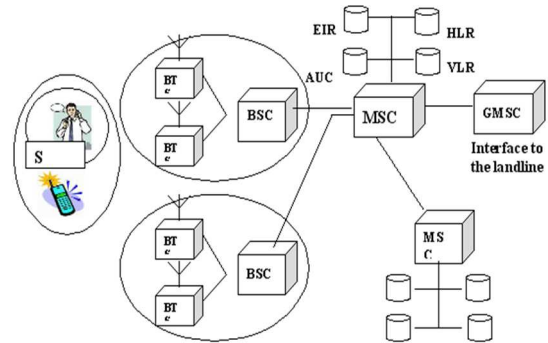 EIR
HLR
AUC
VLR
BT
BT
BSC
MSC
GMSC
Interface to
the landline
S
BT
BT
BSC
MS
C